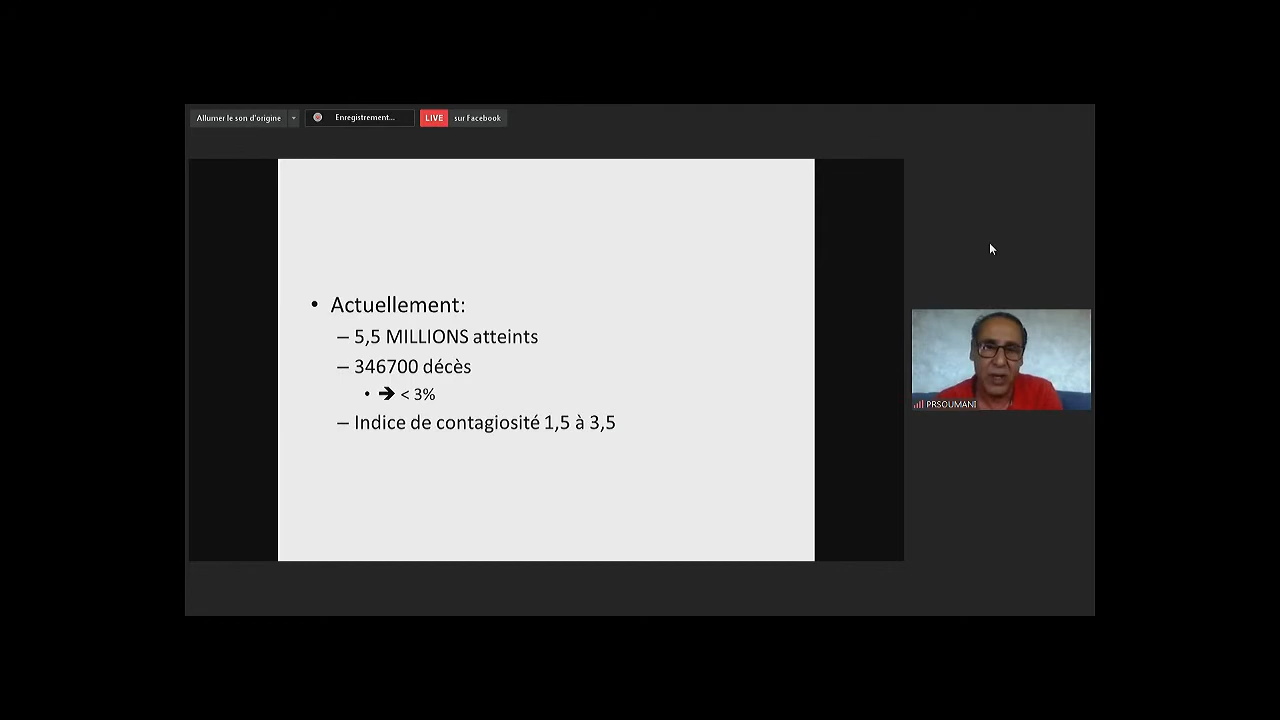 Allumer le son d'origine
Enregistrement...
LIVE sur Facebook
• Actuellement:
– 5,5 MILLIONS atteints
– 346700 décès
• ➔ < 3%
– Indice de contagiosité 1,5 à 3,5
PRSOUMANI